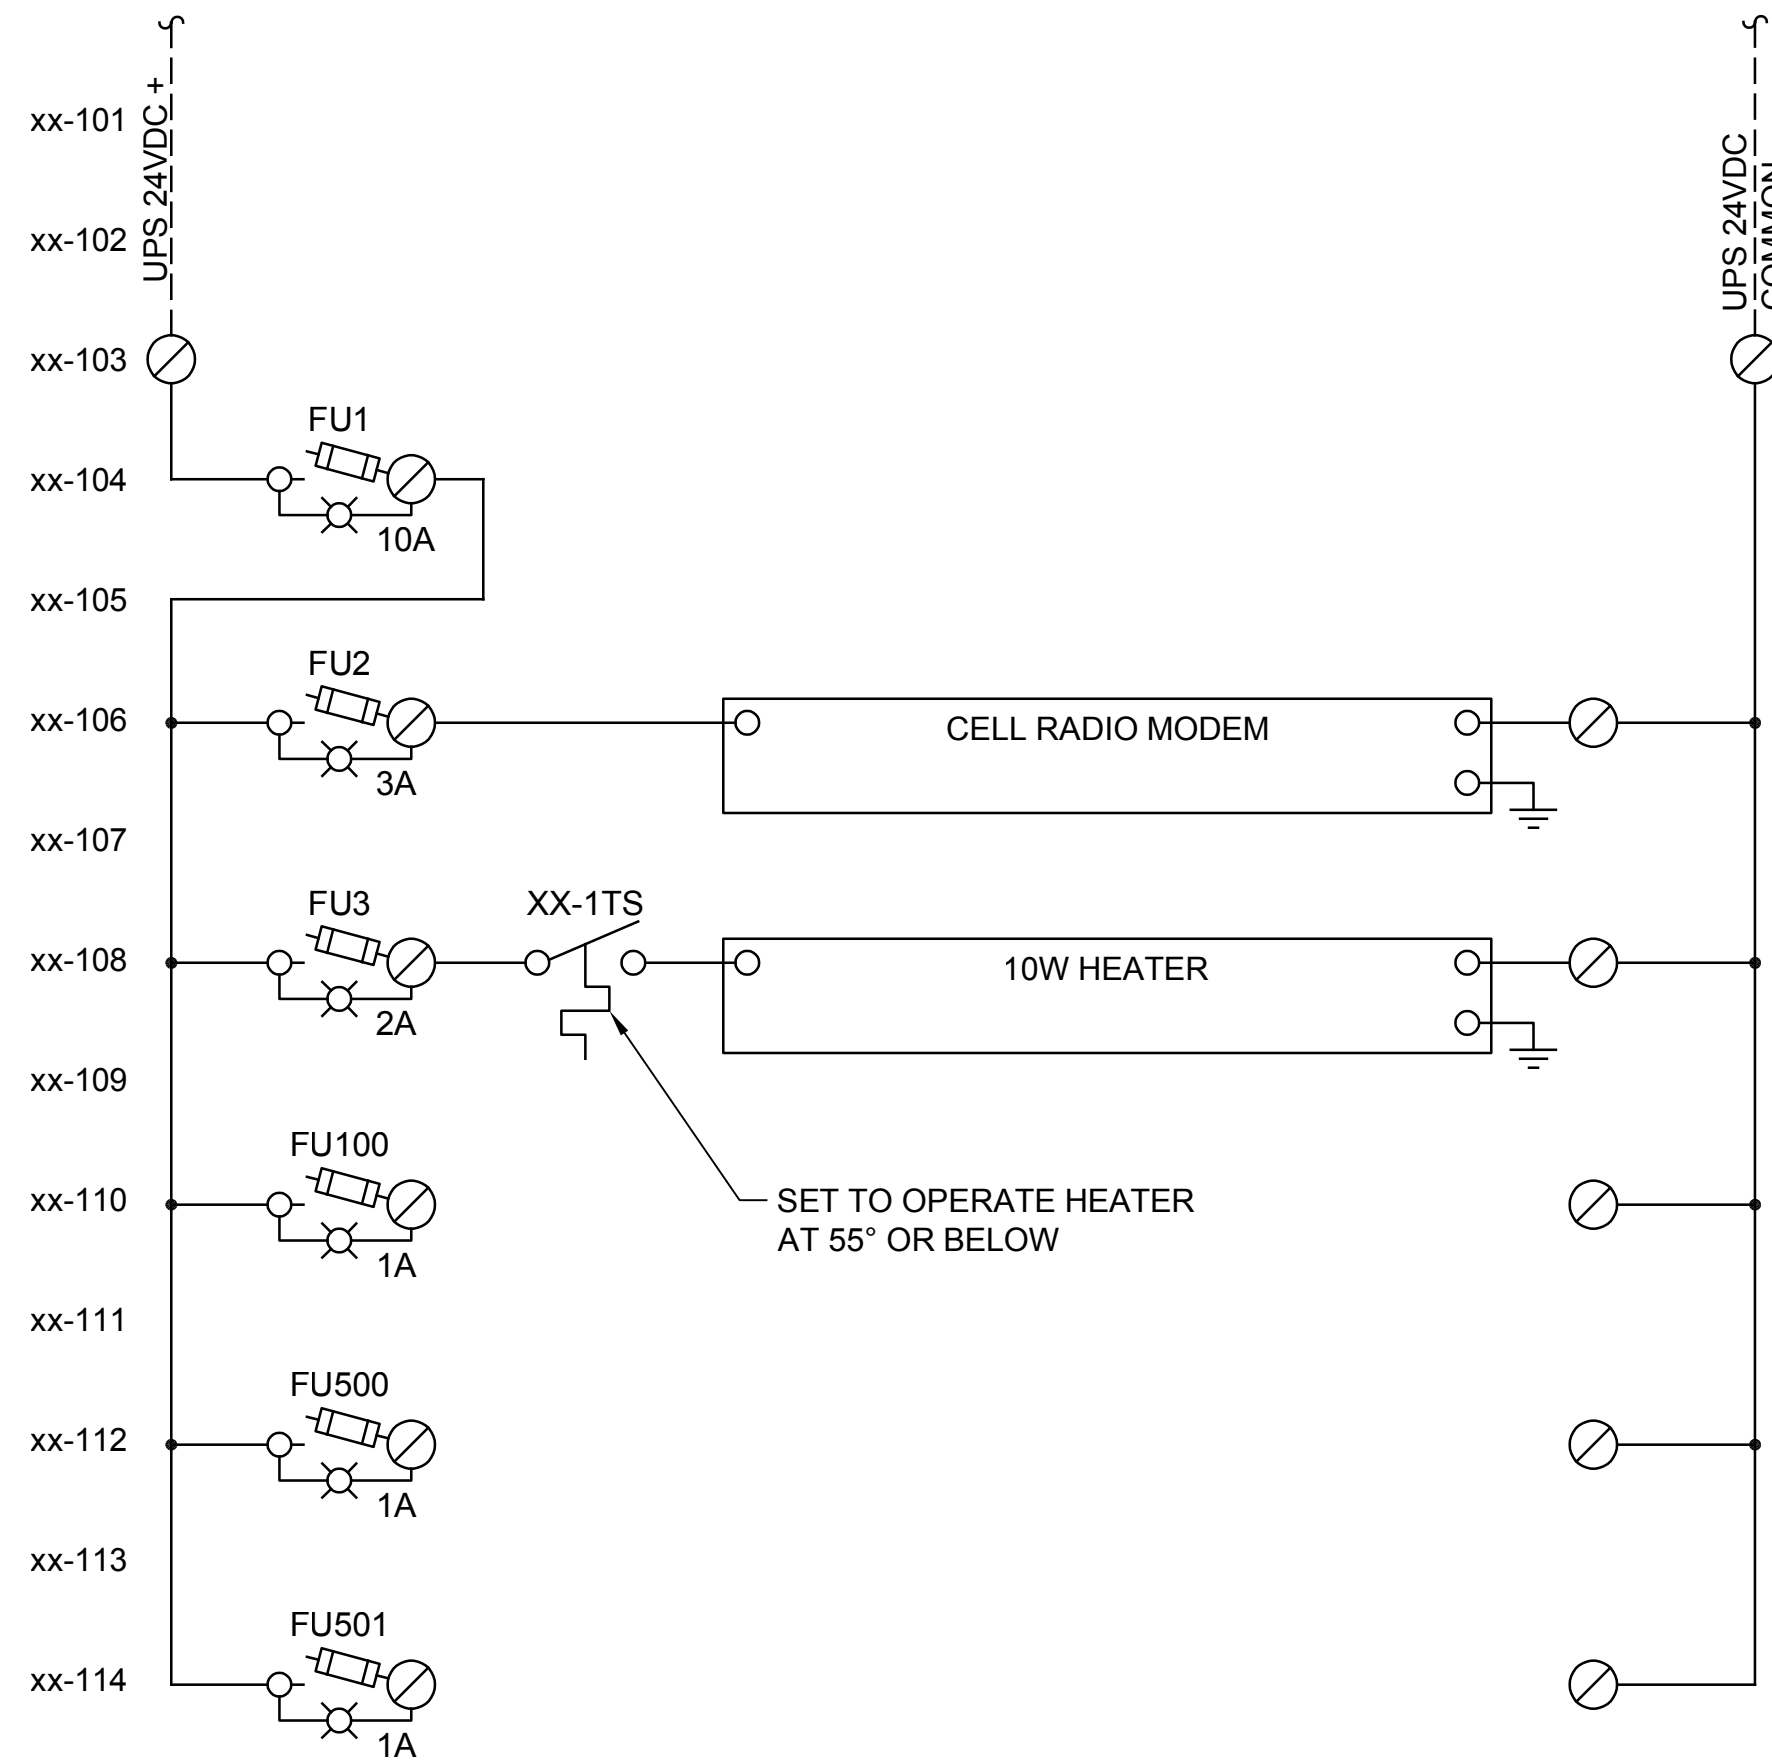 xx-101
UPS 24VDC +
UPS 24VDC
COMMON
xx-102
xx-103
FU1
xx-104
10A
xx-105
FU2
xx-106
CELL RADIO MODEM
3A
xx-107
FU3
XX-1TS
xx-108
10W HEATER
2A
xx-109
FU100
xx-110
SET TO OPERATE HEATER
AT 55° OR BELOW
1A
xx-111
FU500
xx-112
1A
xx-113
FU501
xx-114
1A